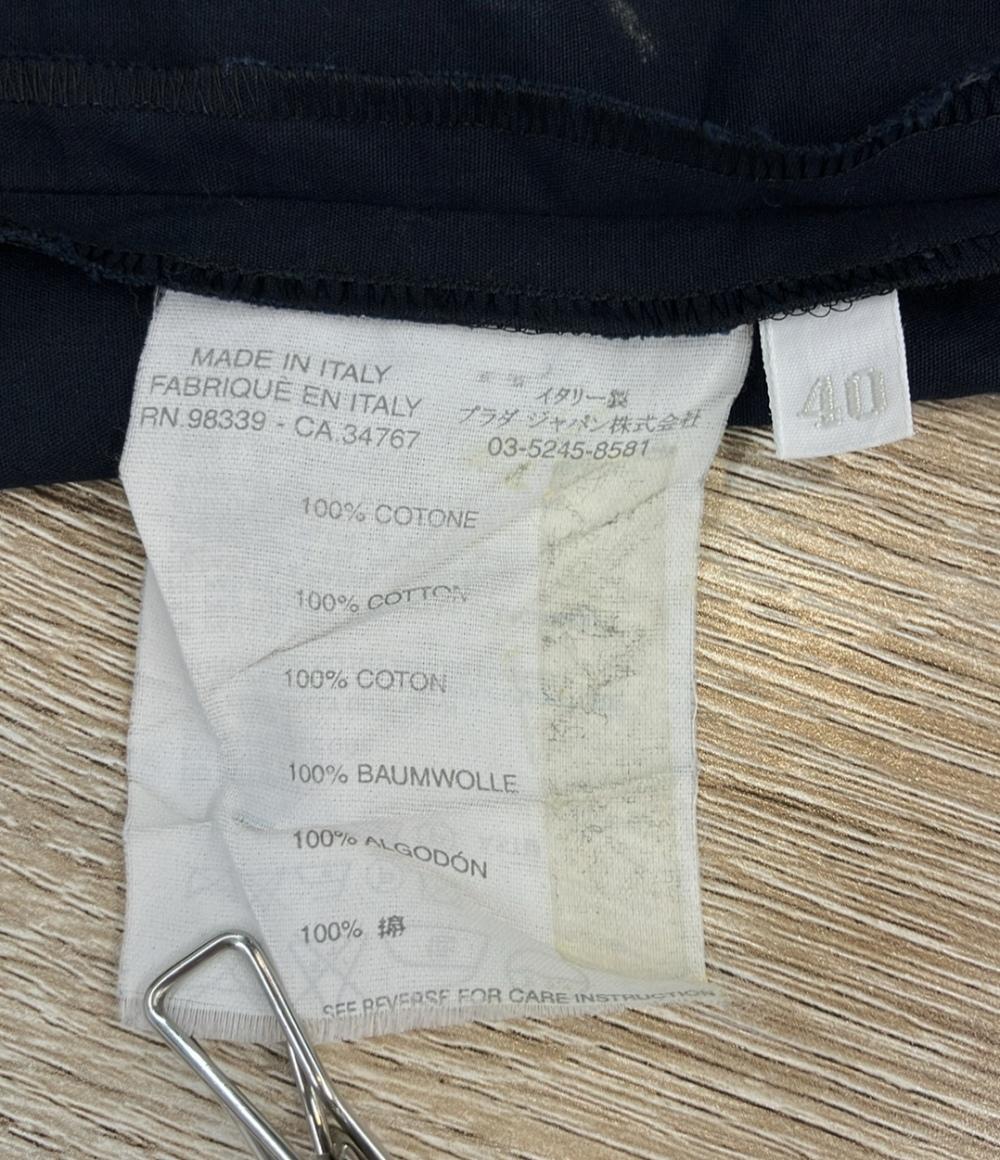 MADE IN ITALY
FABRIQUÈ EN ITALY
RN.98339 - CA.34767
イタリー製
プラダ ジャパン株式会社
03-5245-8581
40
100% COTONE
100% COTTON
100% COTON
100% BAUMWOLLE
100% ALGODÓN
100% 綿
SEE REVERSE FOR CARE INSTRUCTION